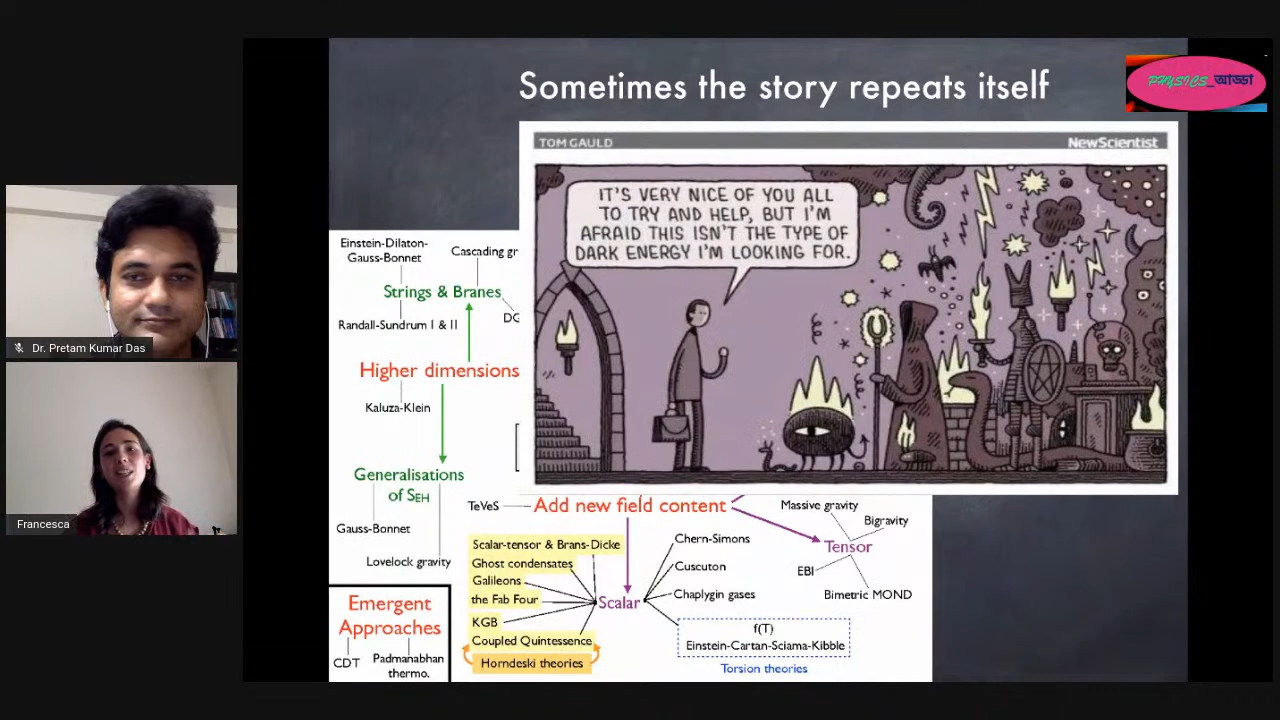 Sometimes the story repeats itself
PHYSICS_আড্ডা
TOM GAULD
NewScientist
IT'S VERY NICE OF YOU ALL
TO TRY AND HELP, BUT I'M
AFRAID THIS ISN'T THE TYPE OF
DARK ENERGY I'M LOOKING FOR.
Einstein-Dilaton-
Gauss-Bonnet
Cascading gr
Strings & Branes
Randall-Sundrum I & II
DG
Higher dimensions
Kaluza-Klein
Generalisations
of SEH
Gauss-Bonnet
Lovelock gravity
TeVeS
Add new field content
Massive gravity
Bigravity
Tensor
EBI
Bimetric MOND
Scalar-tensor & Brans-Dicke
Ghost condensates
Galileons
the Fab Four
KGB
Coupled Quintessence
Horndeski theories
Scalar
Chern-Simons
Cuscuton
Chaplygin gases
f(T)
Einstein-Cartan-Sciama-Kibble
Torsion theories
Emergent
Approaches
CDT
Padmanabhan
thermo.
Dr. Pretam Kumar Das
Francesca